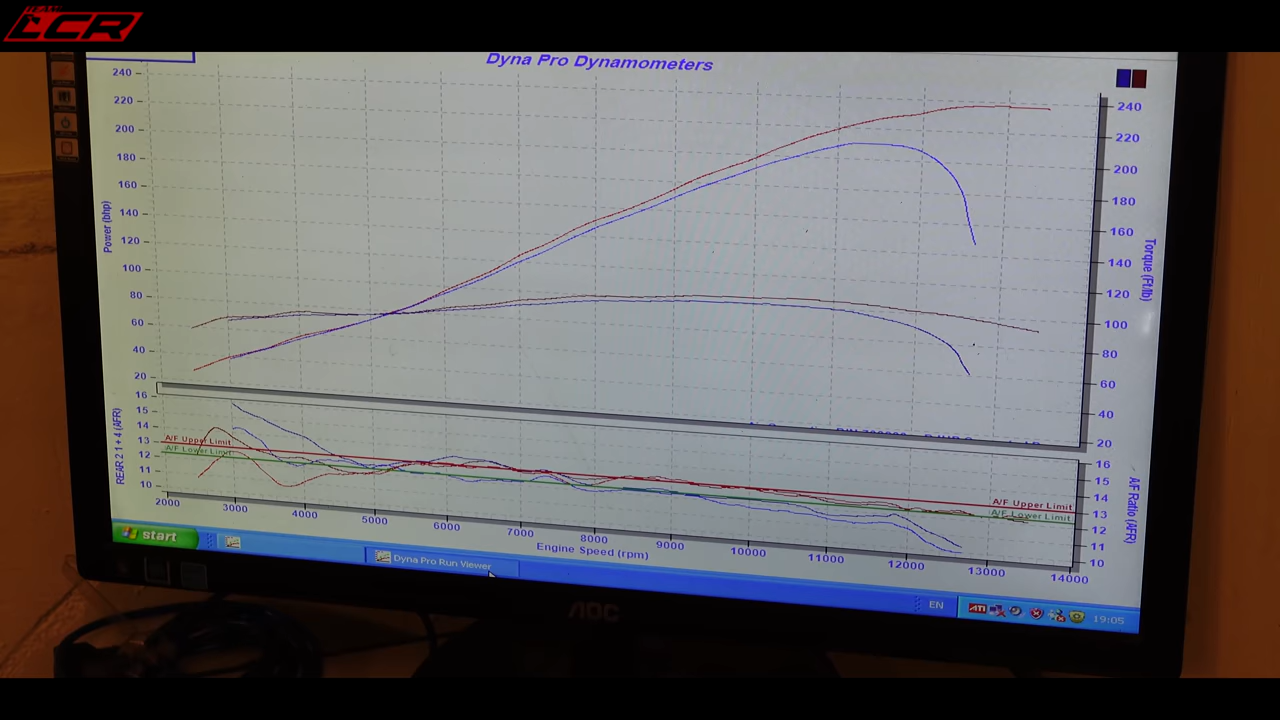 TEAM
LCR
Dyna Pro Dynamometers
240
220
200
180
160
140
120
100
80
60
40
20
Power (bhp)
240
220
200
180
160
140
120
100
80
60
40
20
Torque (Ft/lb)
16
15
14
13
12
11
10
REAR 2 1 + 4 (AFR)
A/F Upper Limit
A/F Lower Limit
A/F Upper Limit
A/F Lower Limit
16
15
14
13
12
11
10
A/F Ratio (AFR)
2000 3000 4000 5000 6000 7000 8000 9000 10000 11000 12000 13000 14000
Engine Speed (rpm)
start
Dyna Pro Run Viewer
EN
ATI
19:05
AOC